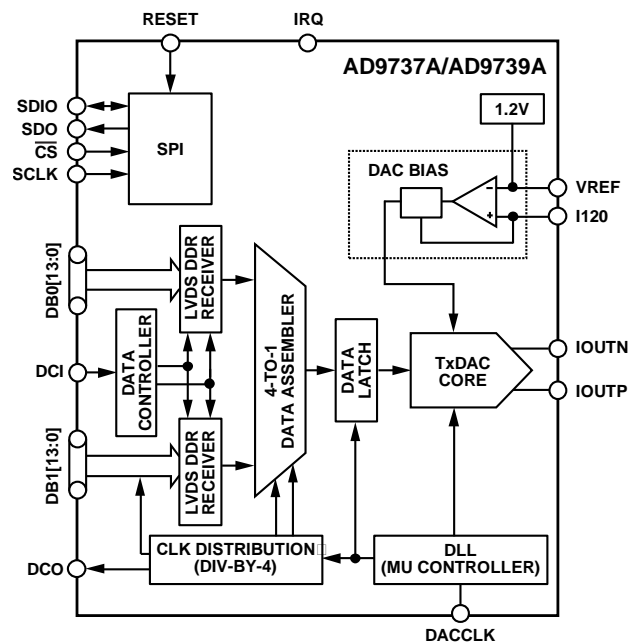 RESET
IRQ
AD9737A/AD9739A
SDIO
SDO
CS
SCLK
SPI
1.2V
DAC BIAS
VREF
I120
DB0[13:0]
LVDS DDR
RECEIVER
DCI
DATA
CONTROLLER
4-TO-1
DATA ASSEMBLER
DATA
LATCH
TxDAC
CORE
IOUTN
IOUTP
DB1[13:0]
LVDS DDR
RECEIVER
DCO
CLK DISTRIBUTION
(DIV-BY-4)
DLL
(MU CONTROLLER)
DACCLK